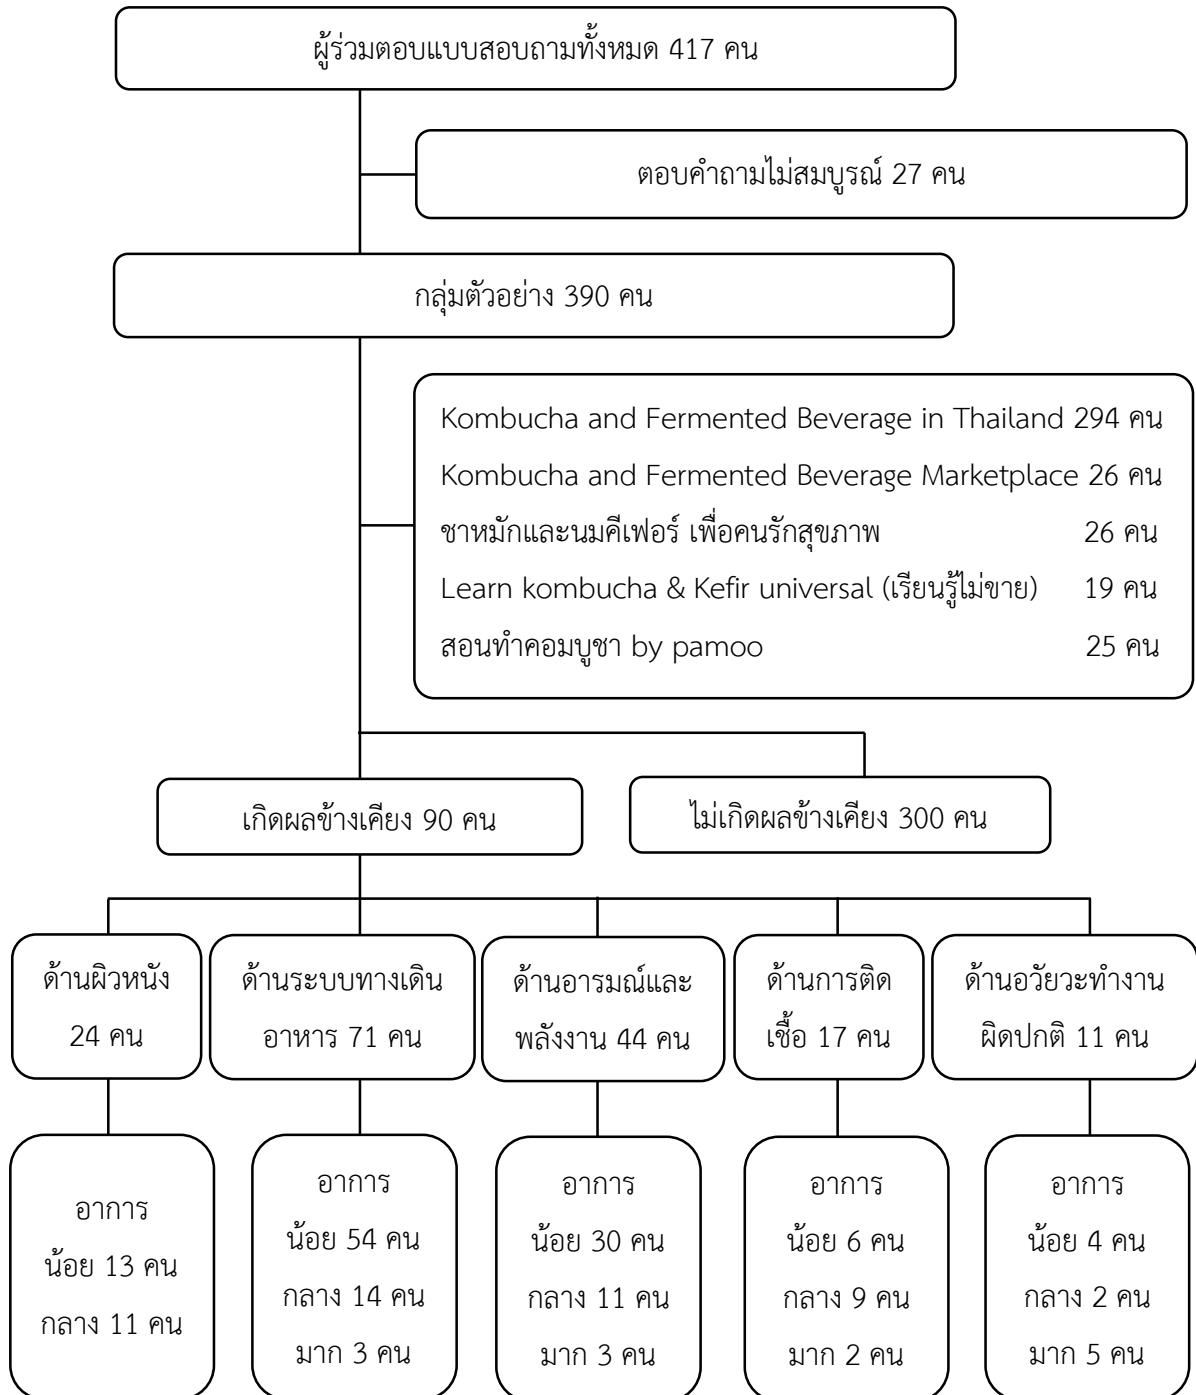 ผู้ร่วมตอบแบบสอบถามทั้งหมด 417 คน
ตอบคำถามไม่สมบูรณ์ 27 คน
กลุ่มตัวอย่าง 390 คน
Kombucha and Fermented Beverage in Thailand 294 คน
Kombucha and Fermented Beverage Marketplace 26 คน
ชาหมักและนมคีเฟอร์ เพื่อคนรักสุขภาพ 26 คน
Learn kombucha & Kefir universal (เรียนรู้ไม่ขาย) 19 คน
สอนทำคอมบูชา by pamoo 25 คน
เกิดผลข้างเคียง 90 คน
ไม่เกิดผลข้างเคียง 300 คน
ด้านผิวหนัง
24 คน
ด้านระบบทางเดิน
อาหาร 71 คน
ด้านอารมณ์และ
พลังงาน 44 คน
ด้านการติด
เชื้อ 17 คน
ด้านอวัยวะทำงาน
ผิดปกติ 11 คน
อาการ
น้อย 13 คน
กลาง 11 คน
อาการ
น้อย 54 คน
กลาง 14 คน
มาก 3 คน
อาการ
น้อย 30 คน
กลาง 11 คน
มาก 3 คน
อาการ
น้อย 6 คน
กลาง 9 คน
มาก 2 คน
อาการ
น้อย 4 คน
กลาง 2 คน
มาก 5 คน